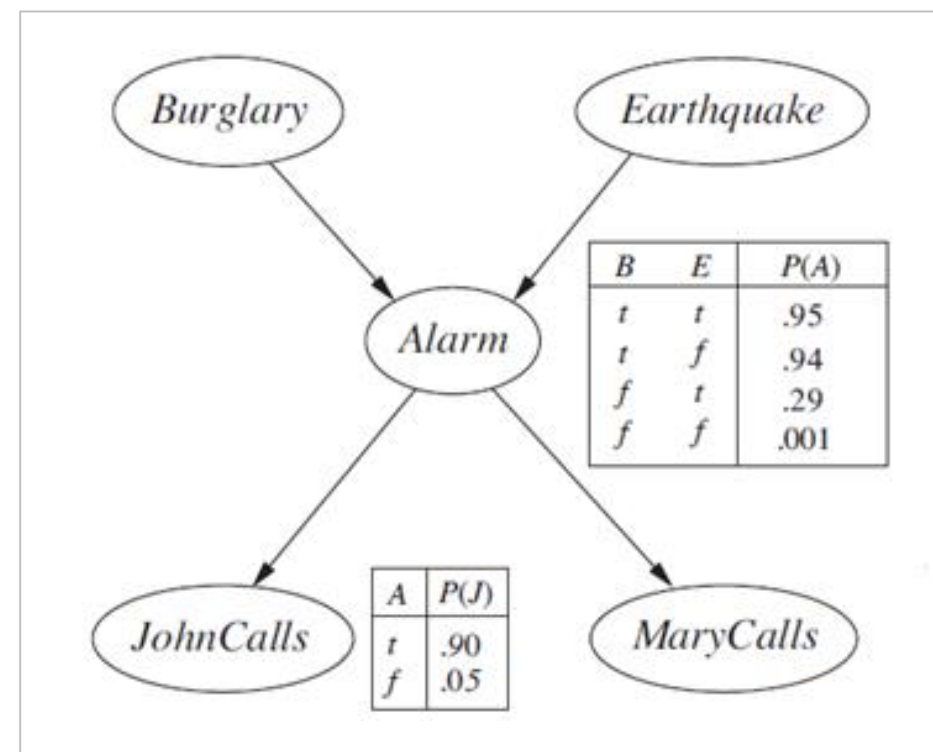 Burglary
Earthquake
B E P(A)
t t .95
t f .94
f t .29
f f .001
Alarm
A P(J)
t .90
f .05
JohnCalls
MaryCalls